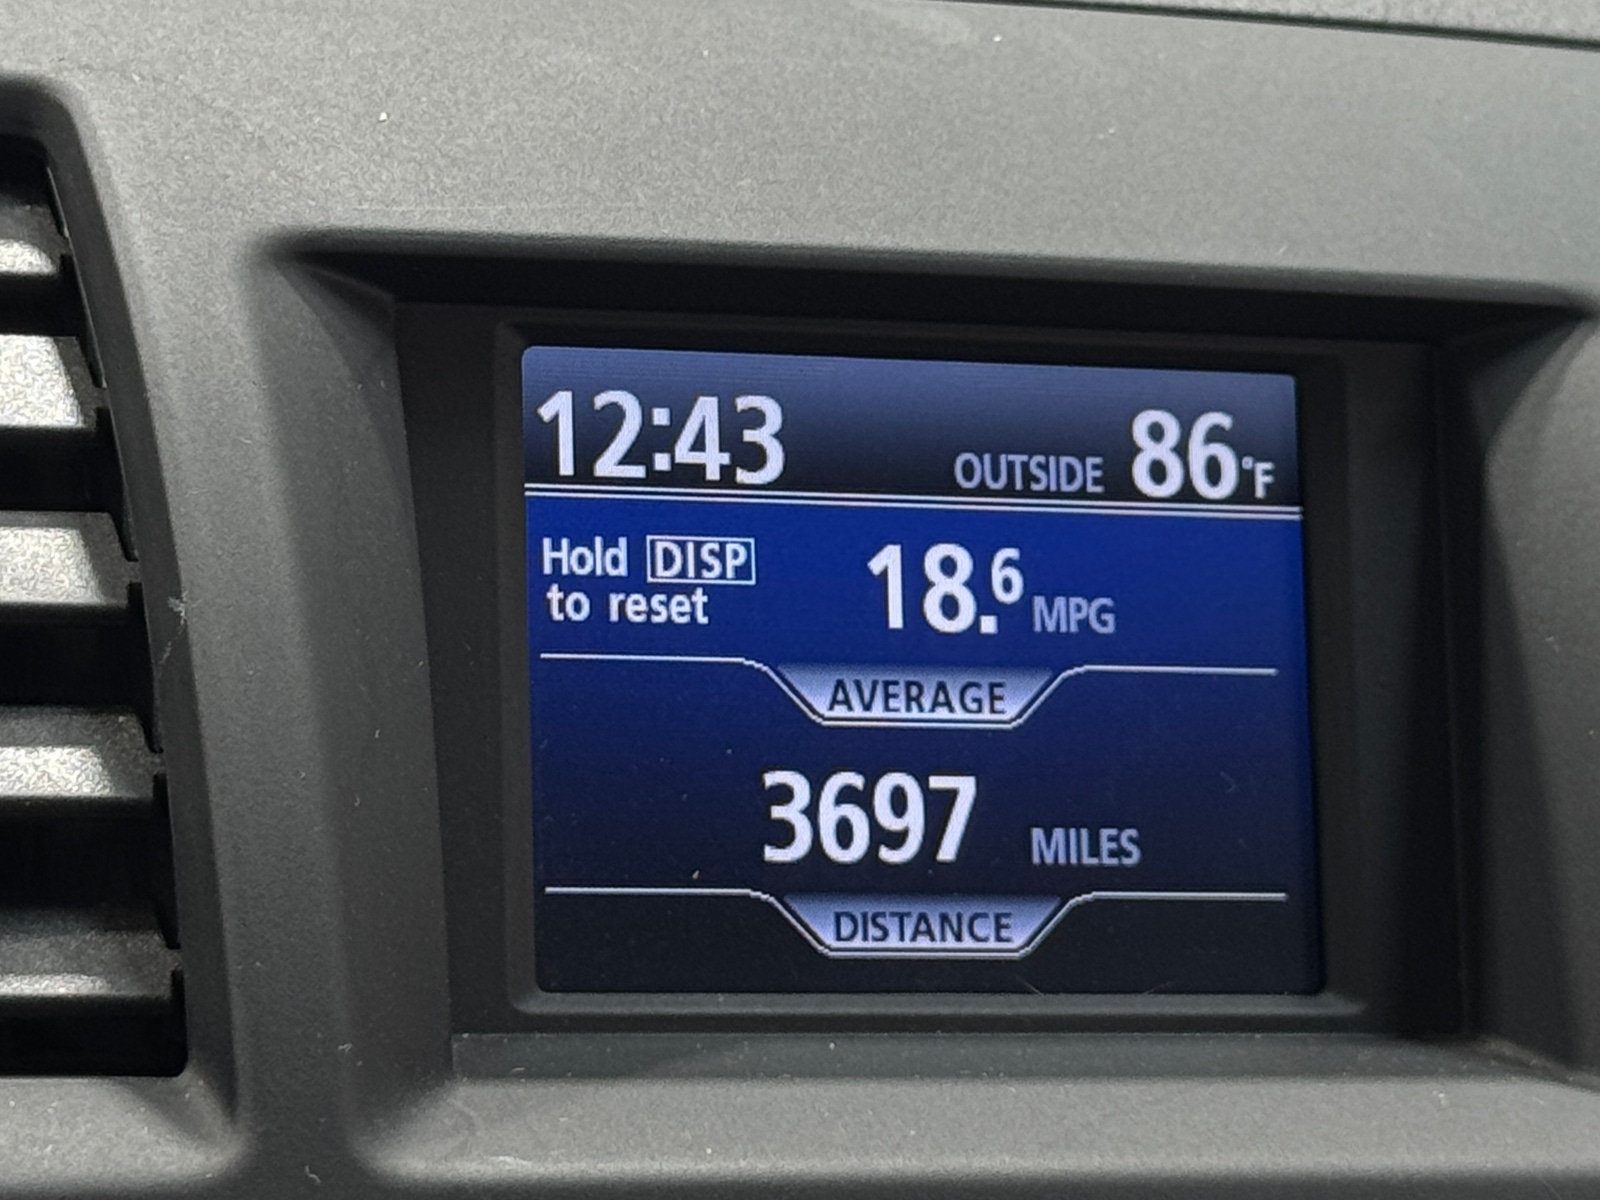 12:43 OUTSIDE 86°F
Hold DISP 18.6 MPG
to reset
AVERAGE
3697 MILES
DISTANCE